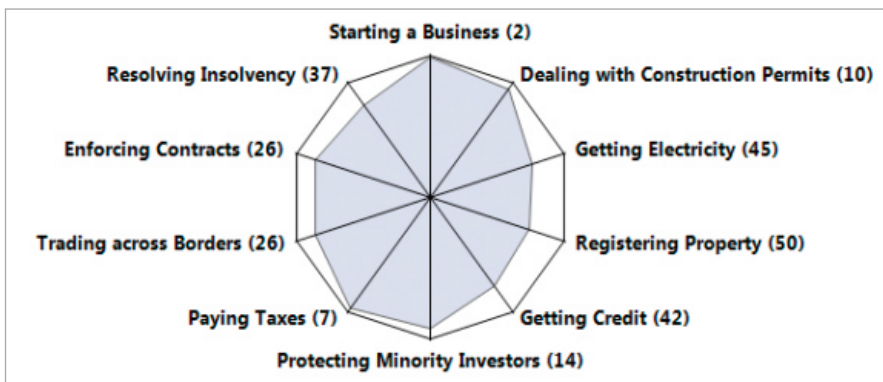 Starting a Business (2)
Resolving Insolvency (37)
Dealing with Construction Permits (10)
Enforcing Contracts (26)
Getting Electricity (45)
Trading across Borders (26)
Registering Property (50)
Paying Taxes (7)
Getting Credit (42)
Protecting Minority Investors (14)